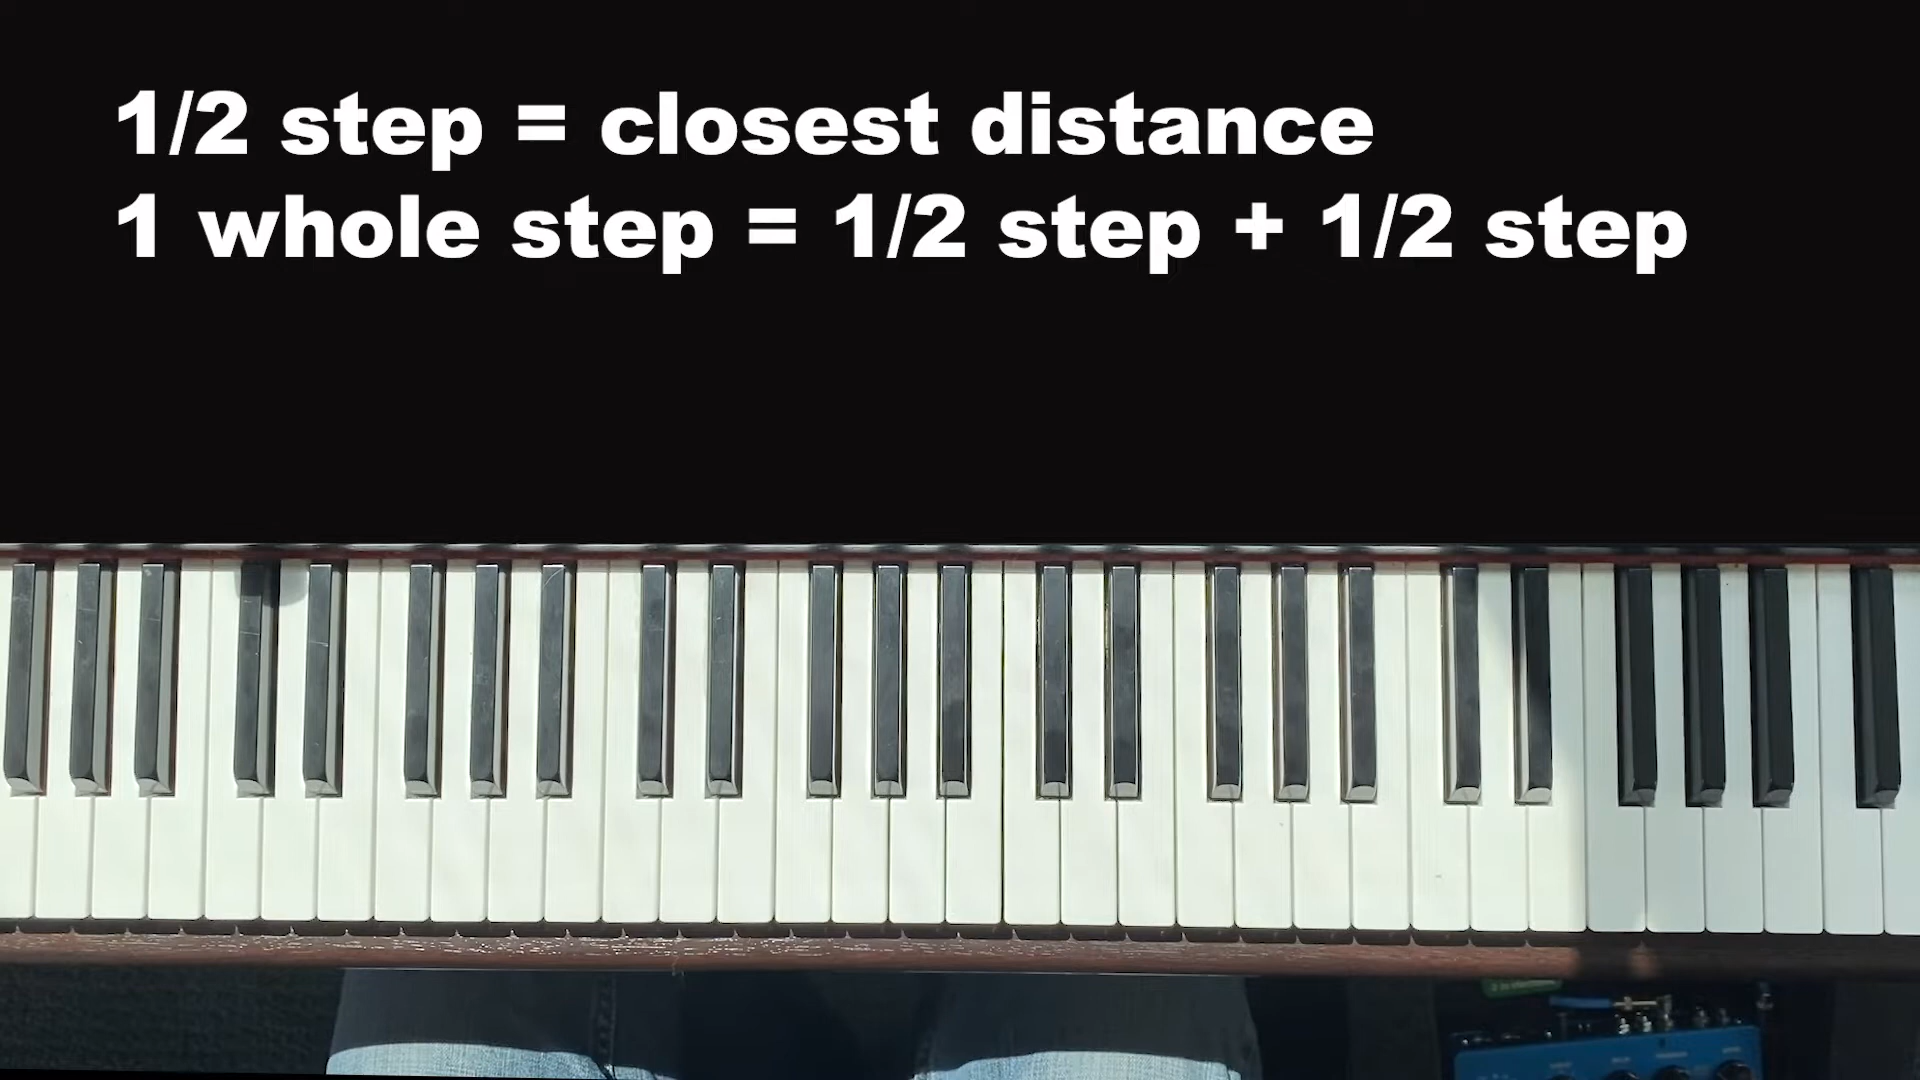 1/2 step = closest distance
1 whole step = 1/2 step + 1/2 step